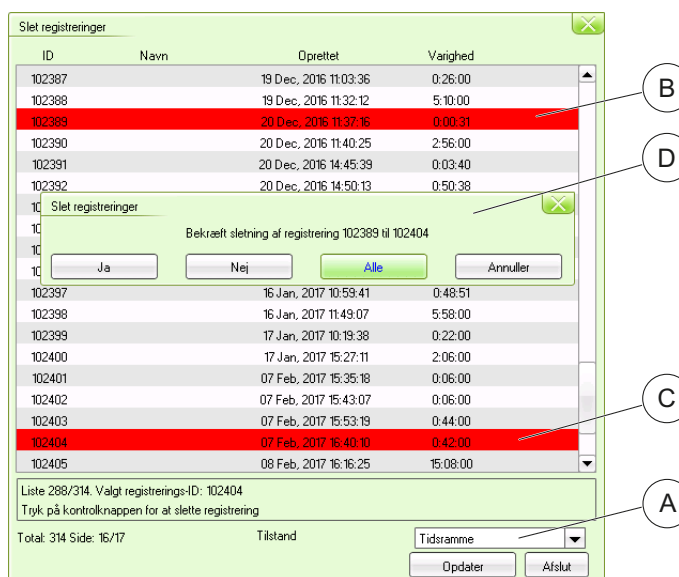 Slet registreringer
ID Navn Oprettet Varighed
102387 19 Dec, 2016 11:03:36 0:26:00
102388 19 Dec, 2016 11:32:12 5:10:00
102389 20 Dec, 2016 11:37:16 0:00:31
102390 20 Dec, 2016 11:40:25 2:56:00
102391 20 Dec, 2016 14:45:39 0:03:40
102392 20 Dec, 2016 14:50:13 0:50:38
Slet registreringer
Bekræft sletning af registrering 102389 til 102404
Ja Nej Alle Annuller
102397 16 Jan, 2017 10:59:41 0:48:51
102398 16 Jan, 2017 11:49:07 5:58:00
102399 17 Jan, 2017 10:19:38 0:22:00
102400 17 Jan, 2017 15:27:11 2:06:00
102401 07 Feb, 2017 15:35:18 0:06:00
102402 07 Feb, 2017 15:43:07 0:06:00
102403 07 Feb, 2017 15:53:19 0:44:00
102404 07 Feb, 2017 16:40:10 0:42:00
102405 08 Feb, 2017 16:16:25 15:08:00
Liste 288/314. Valgt registrerings-ID: 102404
Tryk på kontrolknappen for at slette registrering
Total: 314 Side: 16/17 Tilstand Tidsramme
Opdater Afslut
B
D
C
A